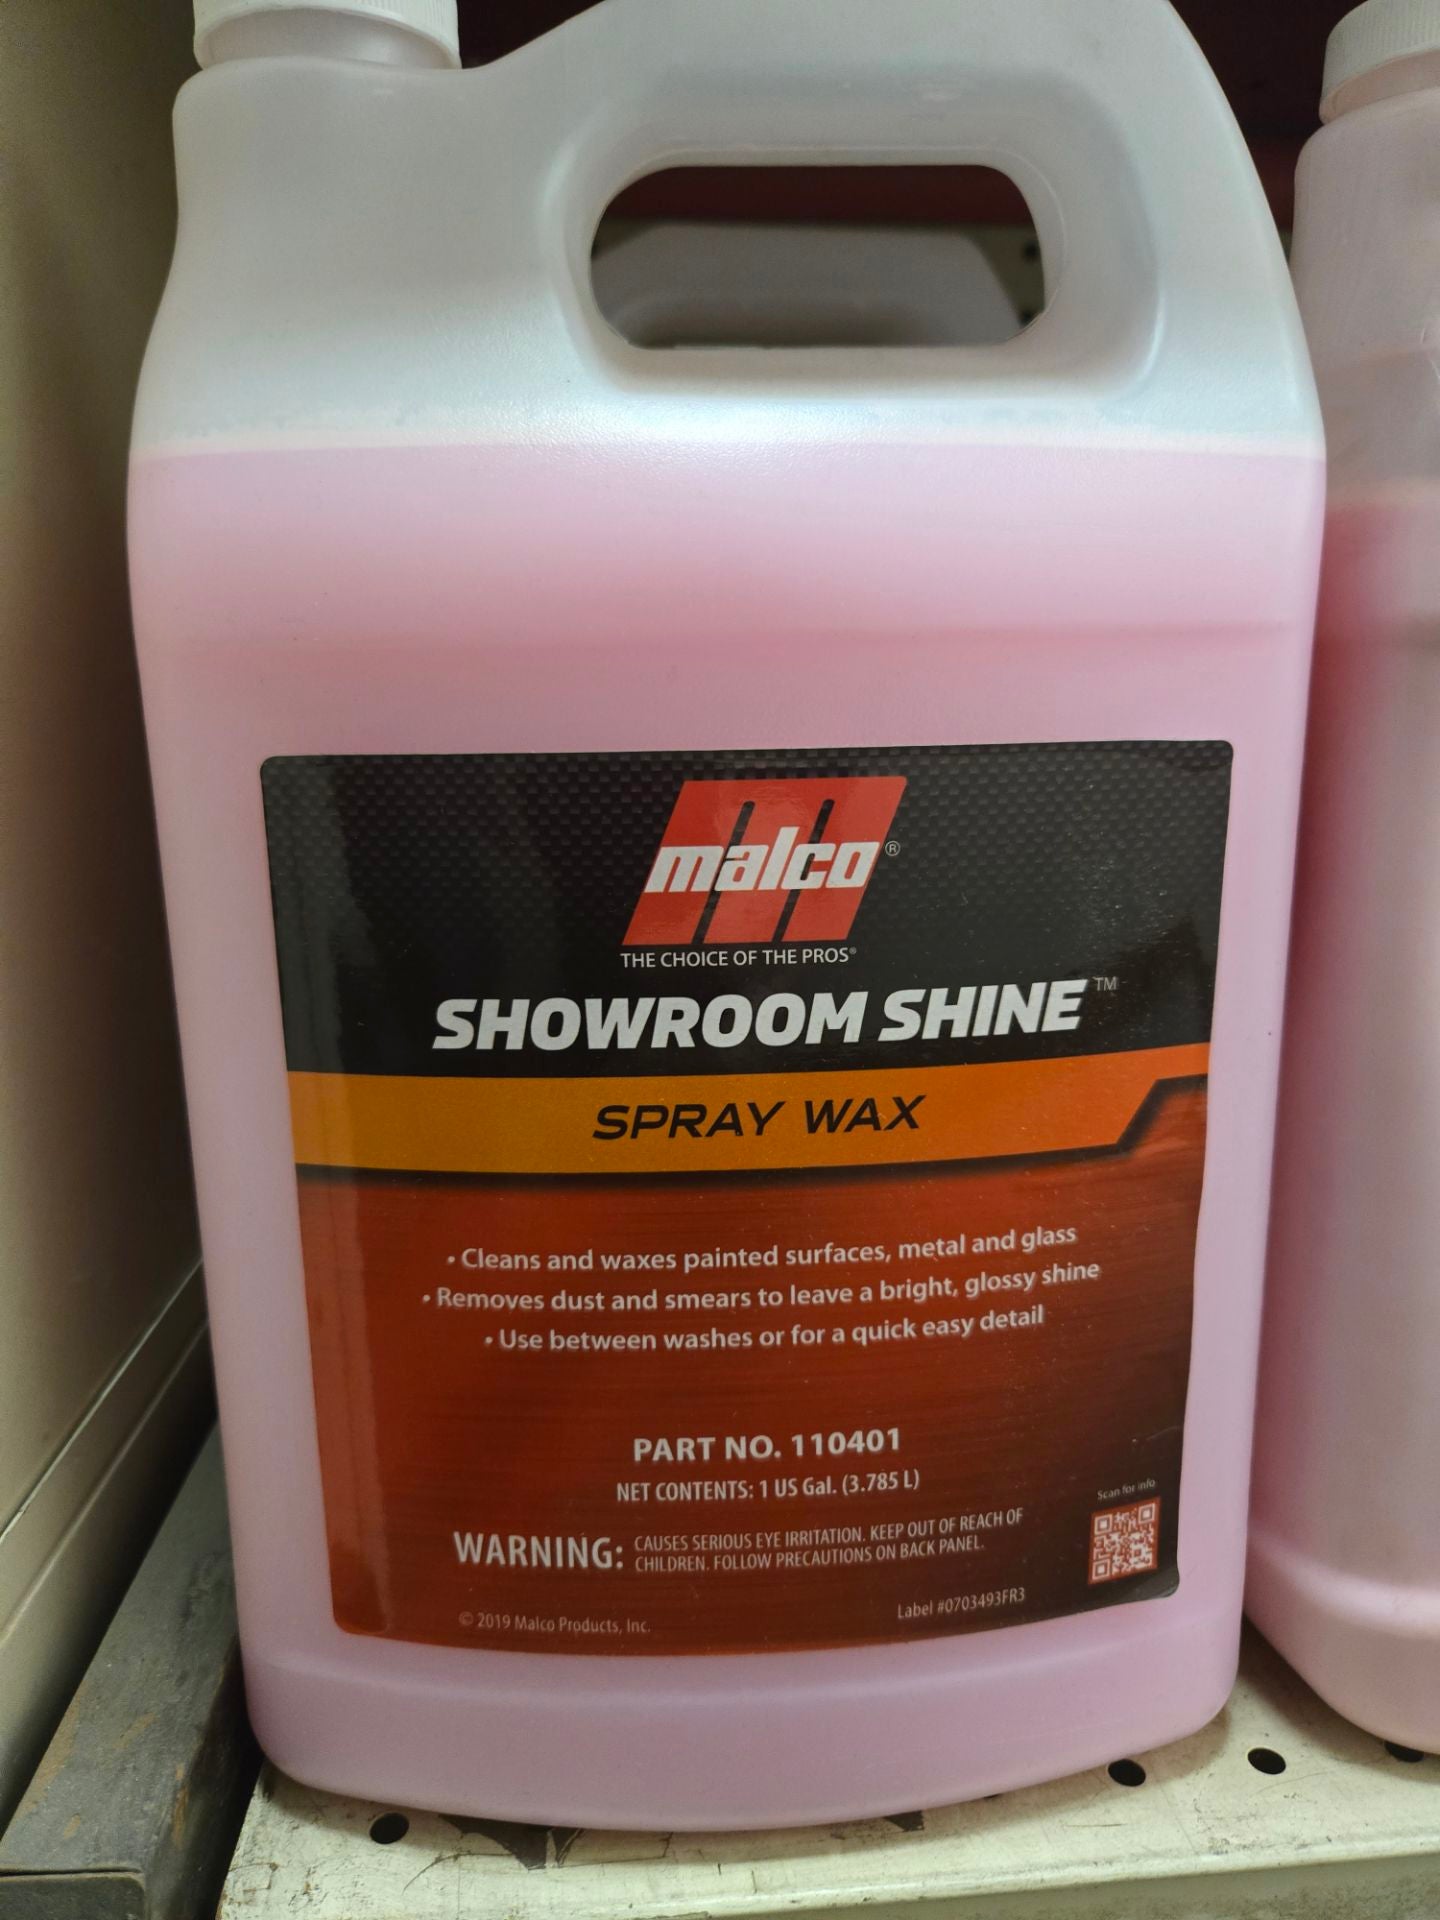 malco®
THE CHOICE OF THE PROS®
SHOWROOM SHINE™
SPRAY WAX
• Cleans and waxes painted surfaces, metal and glass
• Removes dust and smears to leave a bright, glossy shine
• Use between washes or for a quick easy detail
PART NO. 110401
NET CONTENTS: 1 US Gal. (3.785 L)
Scan for info
WARNING: CAUSES SERIOUS EYE IRRITATION. KEEP OUT OF REACH OF
CHILDREN. FOLLOW PRECAUTIONS ON BACK PANEL.
© 2019 Malco Products, Inc.
Label #0703493FR3